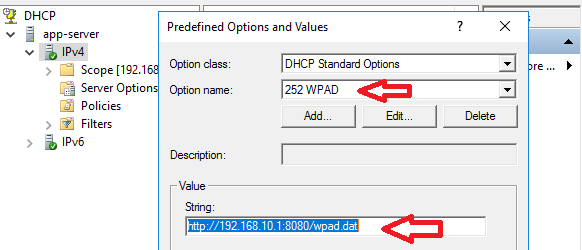 DHCP
app-server
IPv4
Scope [192.168
Server Options
Policies
Filters
IPv6
Predefined Options and Values
Option class:
DHCP Standard Options
Option name:
252 WPAD
Add...
Edit...
Delete
Description:
Value
String:
http://192.168.10.1:8080/wpad.dat
ore ...